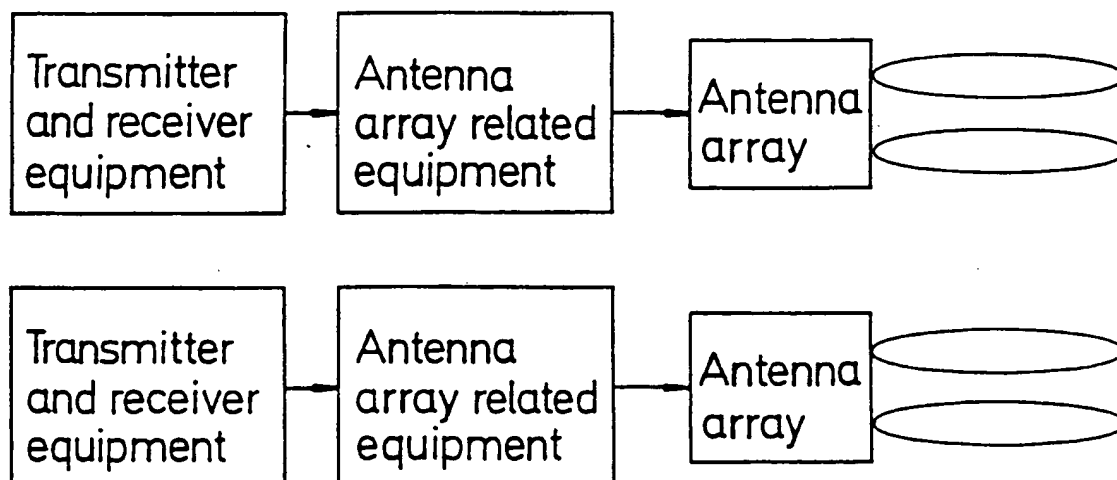 Transmitter
and receiver
equipment
Antenna
array related
equipment
Antenna
array
Transmitter
and receiver
equipment
Antenna
array related
equipment
Antenna
array